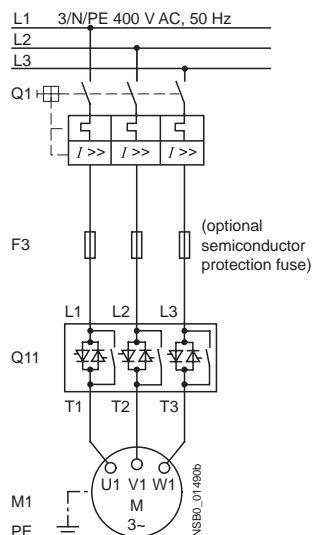 L1 3/N/PE 400 V AC, 50 Hz
L2
L3
Q1
I >> I >> I >>
F3
(optional
semiconductor
protection fuse)
L1 L2 L3
Q11
T1 T2 T3
U1 V1 W1
M
3~
M1
PE
NSB0_01490b